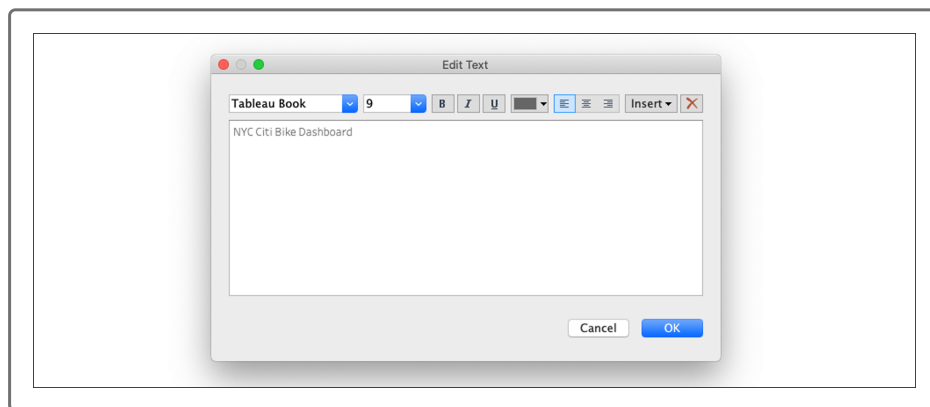 Edit Text
Tableau Book 9 B I U Insert
NYC Citi Bike Dashboard
Cancel OK